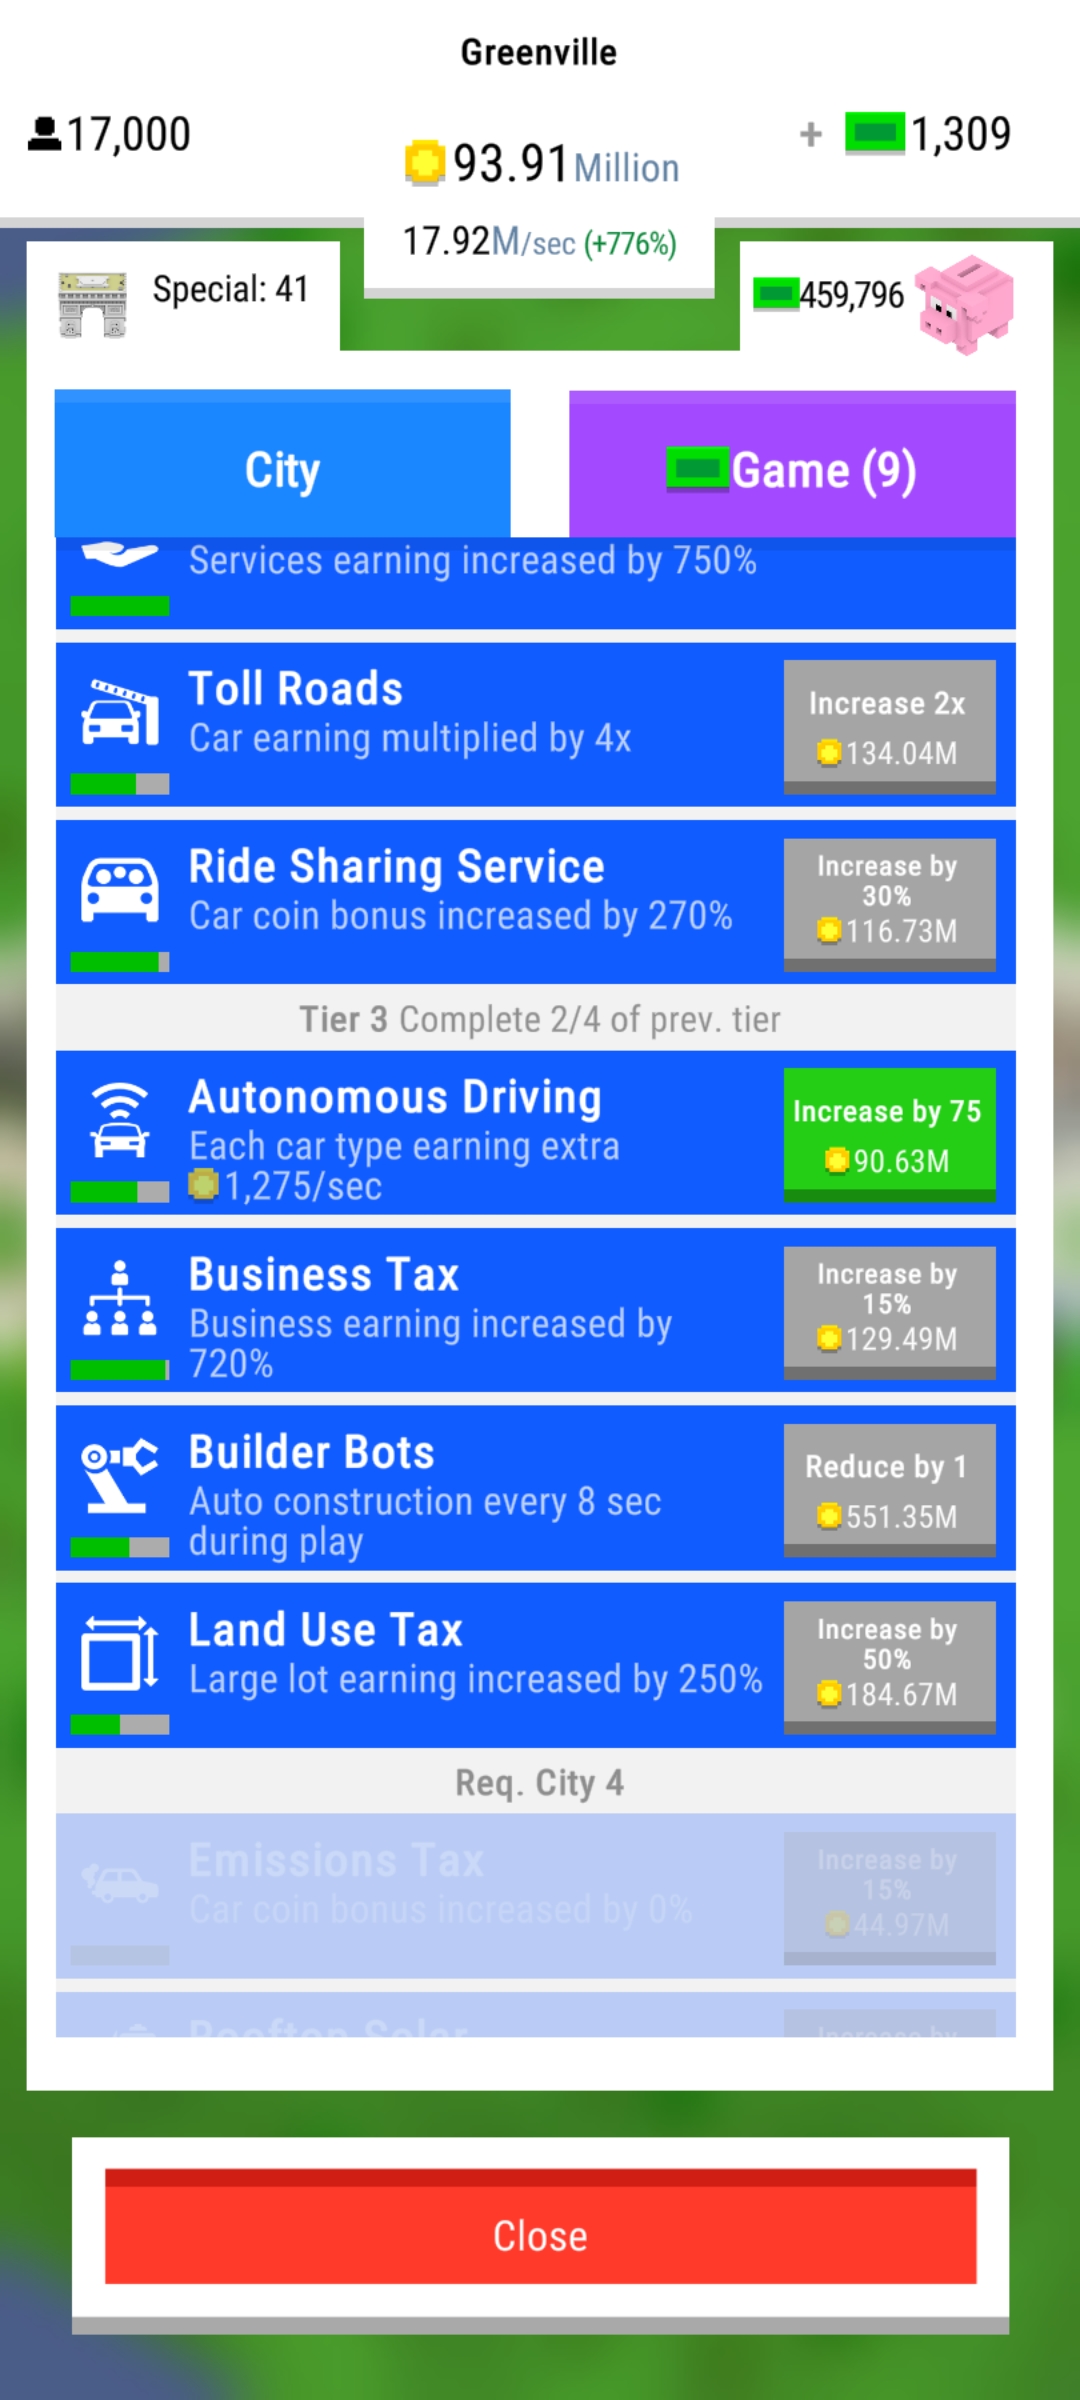 Greenville
17,000
93.91 Million
+ 1,309
17.92M/sec (+776%)
Special: 41
459,796
City
Game (9)
Services earning increased by 750%
Toll Roads
Car earning multiplied by 4x
Increase 2x
134.04M
Ride Sharing Service
Car coin bonus increased by 270%
Increase by
30%
116.73M
Tier 3 Complete 2/4 of prev. tier
Autonomous Driving
Each car type earning extra
1,275/sec
Increase by 75
90.63M
Business Tax
Business earning increased by
720%
Increase by
15%
129.49M
Builder Bots
Auto construction every 8 sec
during play
Reduce by 1
551.35M
Land Use Tax
Large lot earning increased by 250%
Increase by
50%
184.67M
Req. City 4
Emissions Tax
Car coin bonus increased by 0%
Increase by
15%
44.97M
Rooftop Solar
Increase by
Close